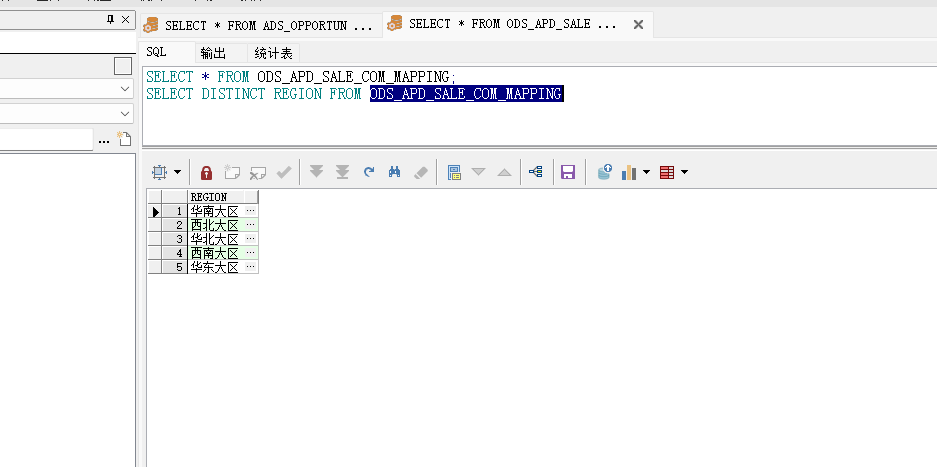 SELECT * FROM ADS_OPPORTUN ...
SELECT * FROM ODS_APD_SALE ...
SQL
输出
统计表
SELECT * FROM ODS_APD_SALE_COM_MAPPING;
SELECT DISTINCT REGION FROM ODS_APD_SALE_COM_MAPPING
REGION
1 华南大区 ...
2 西北大区 ...
3 华北大区 ...
4 西南大区 ...
5 华东大区 ...